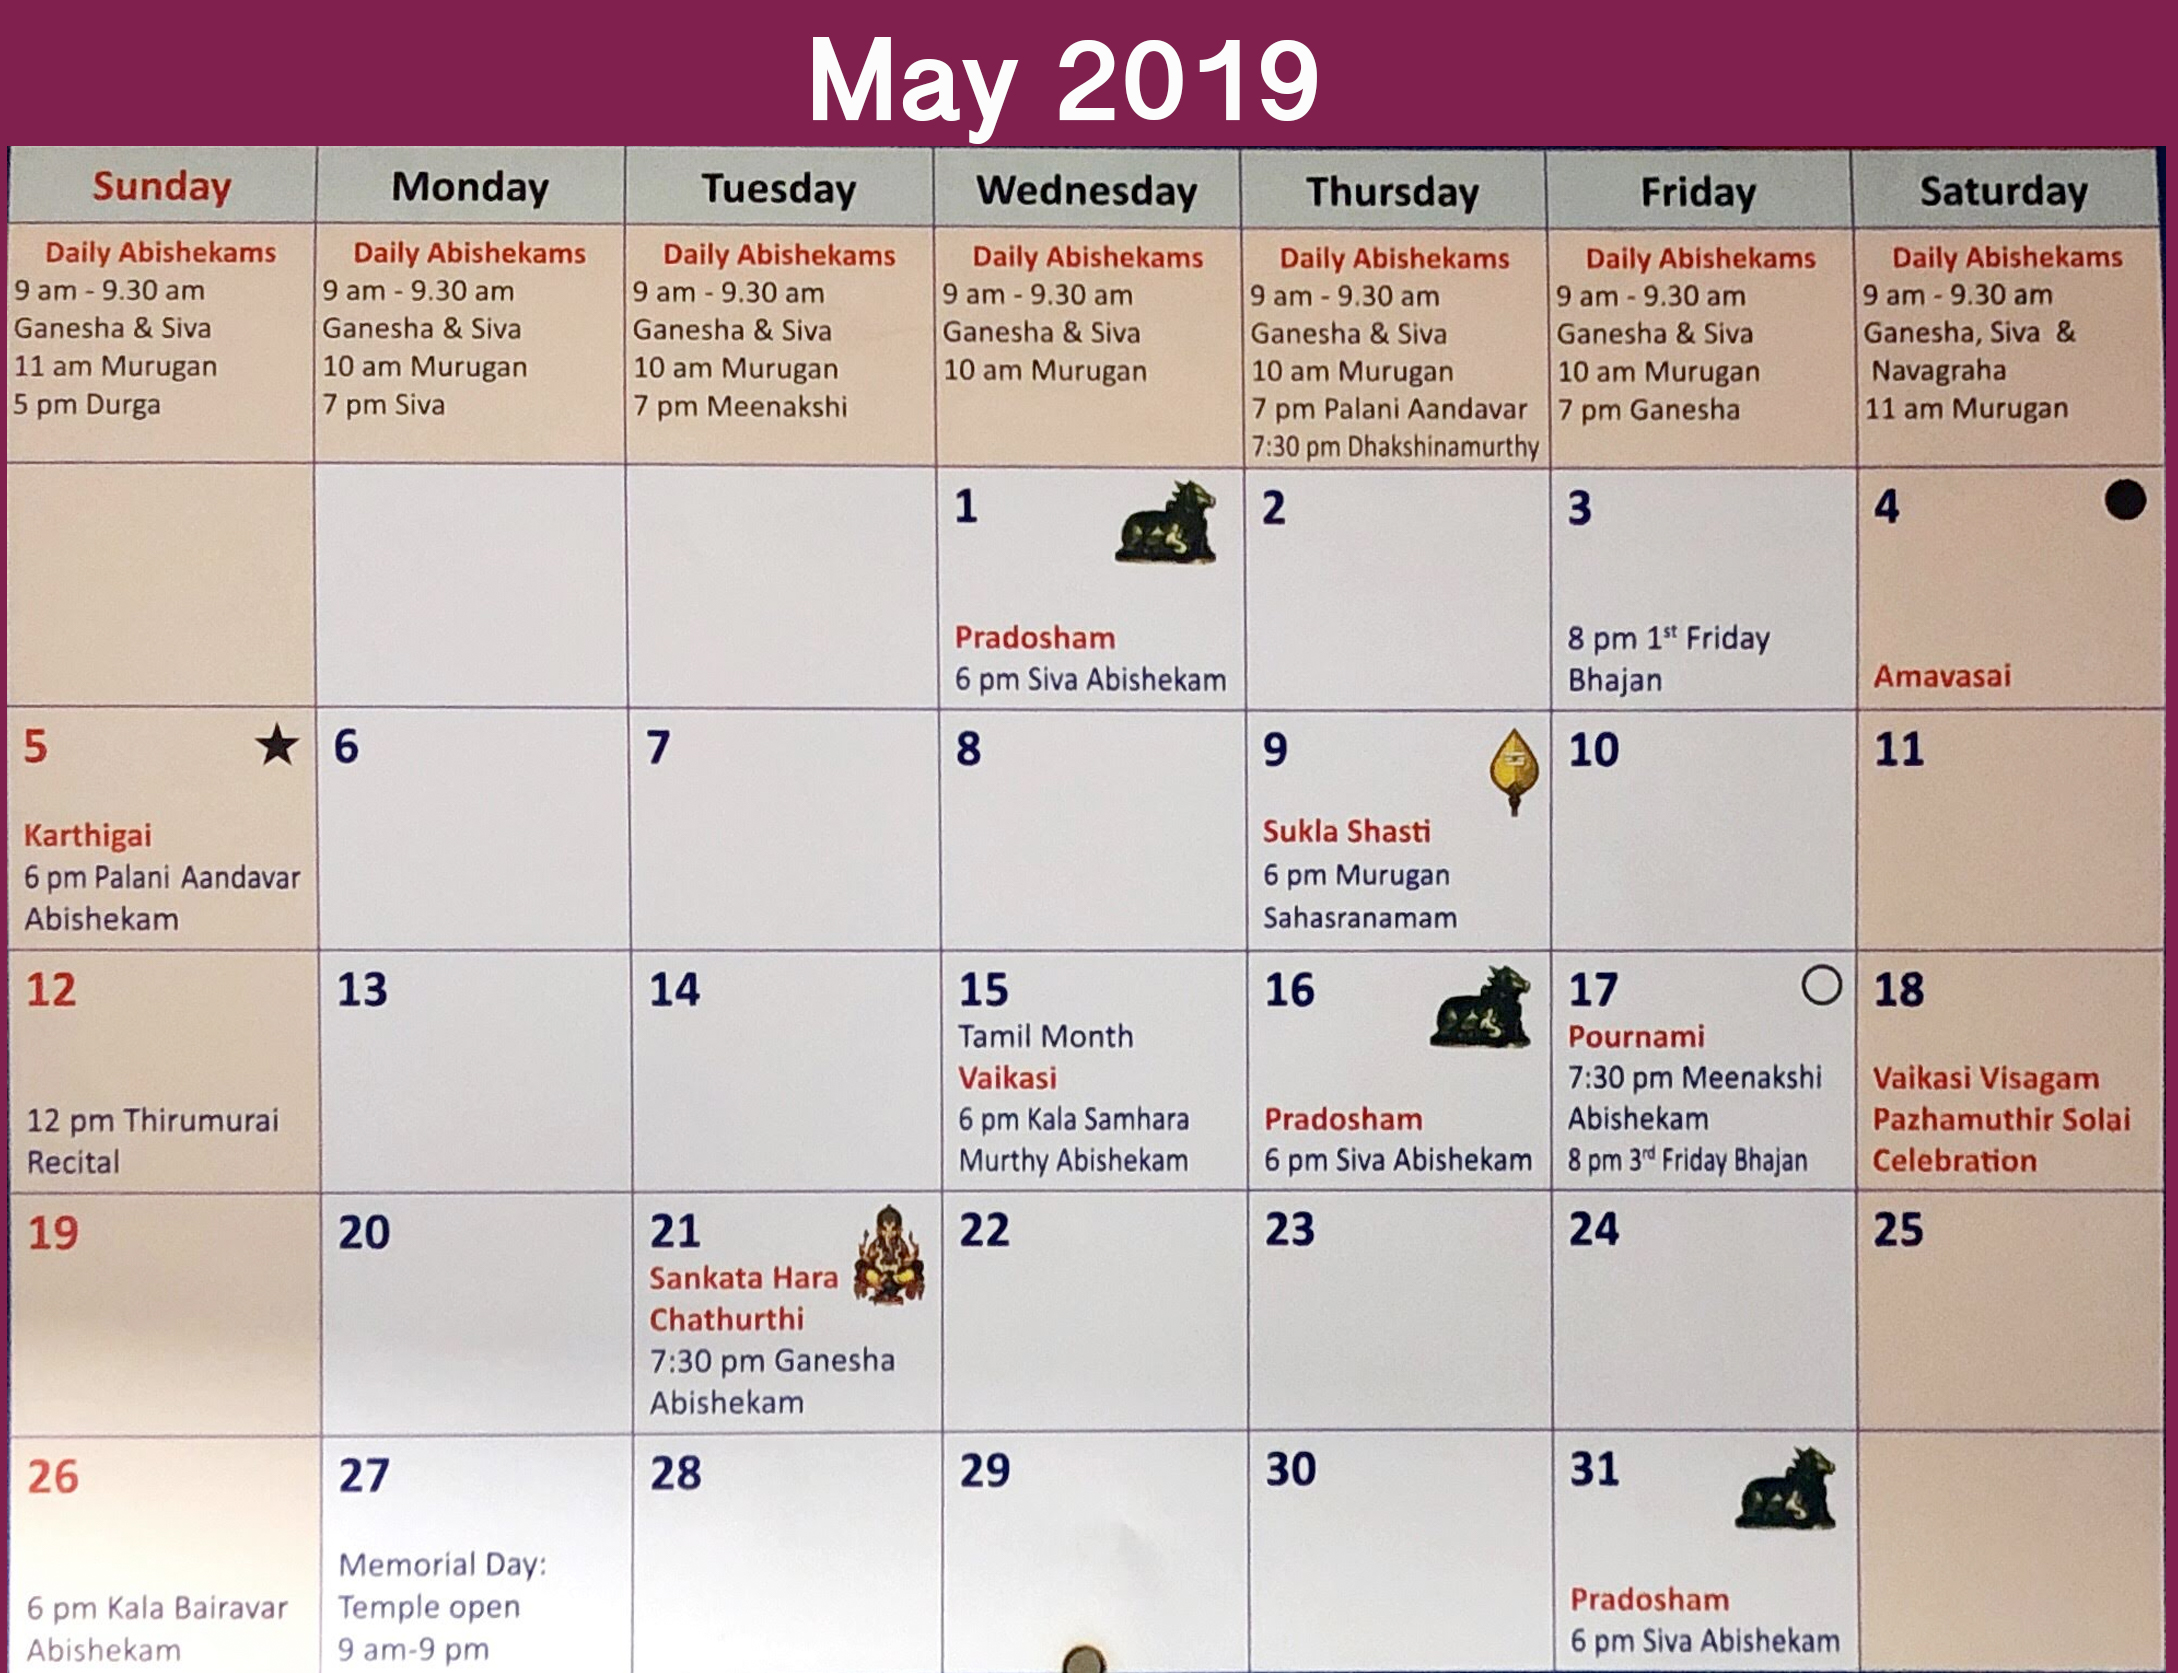 May 2019
Sunday
Monday
Tuesday
Wednesday
Thursday
Friday
Saturday
Daily Abishekams
9 am - 9.30 am
Ganesha & Siva
11 am Murugan
5 pm Durga
Daily Abishekams
9 am - 9.30 am
Ganesha & Siva
10 am Murugan
7 pm Siva
Daily Abishekams
9 am - 9.30 am
Ganesha & Siva
10 am Murugan
7 pm Meenakshi
Daily Abishekams
9 am - 9.30 am
Ganesha & Siva
10 am Murugan
Daily Abishekams
9 am - 9.30 am
Ganesha & Siva
10 am Murugan
7 pm Palani Aandavar
7:30 pm Dhakshinamurthy
Daily Abishekams
9 am - 9.30 am
Ganesha & Siva
10 am Murugan
7 pm Ganesha
Daily Abishekams
9 am - 9.30 am
Ganesha, Siva &
Navagraha
11 am Murugan
1
Pradosham
6 pm Siva Abishekam
2
3
8 pm 1st Friday
Bhajan
4
Amavasai
5
Karthigai
6 pm Palani Aandavar
Abishekam
6
7
8
9
Sukla Shasti
6 pm Murugan
Sahasranamam
10
11
12
12 pm Thirumurai
Recital
13
14
15
Tamil Month
Vaikasi
6 pm Kala Samhara
Murthy Abishekam
16
Pradosham
6 pm Siva Abishekam
17
Pournami
7:30 pm Meenakshi
Abishekam
8 pm 3rd Friday Bhajan
18
Vaikasi Visagam
Pazhamuthir Solai
Celebration
19
20
21
Sankata Hara
Chathurthi
7:30 pm Ganesha
Abishekam
22
23
24
25
26
6 pm Kala Bairavar
Abishekam
27
Memorial Day:
Temple open
9 am-9 pm
28
29
30
31
Pradosham
6 pm Siva Abishekam